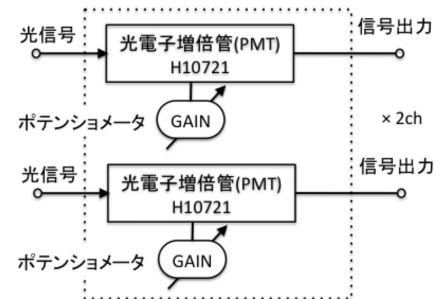 光信号
光電子増倍管(PMT)
H10721
信号出力
ポテンショメータ
GAIN
× 2ch
光信号
光電子増倍管(PMT)
H10721
信号出力
ポテンショメータ
GAIN